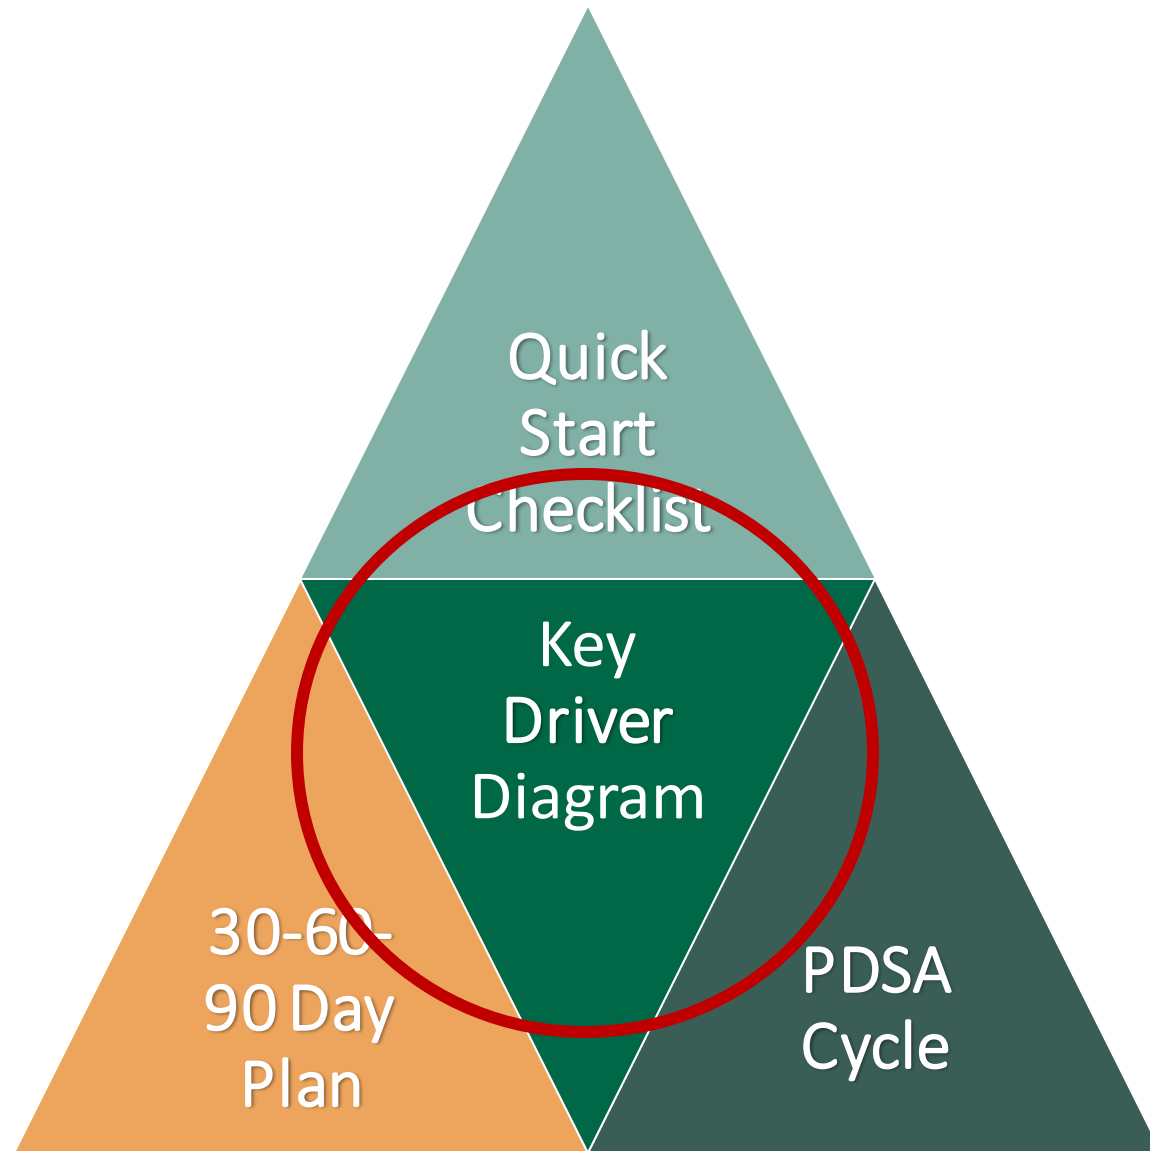 Quick
Start
Checklist
Key
Driver
Diagram
30-60-
90 Day
Plan
PDSA
Cycle